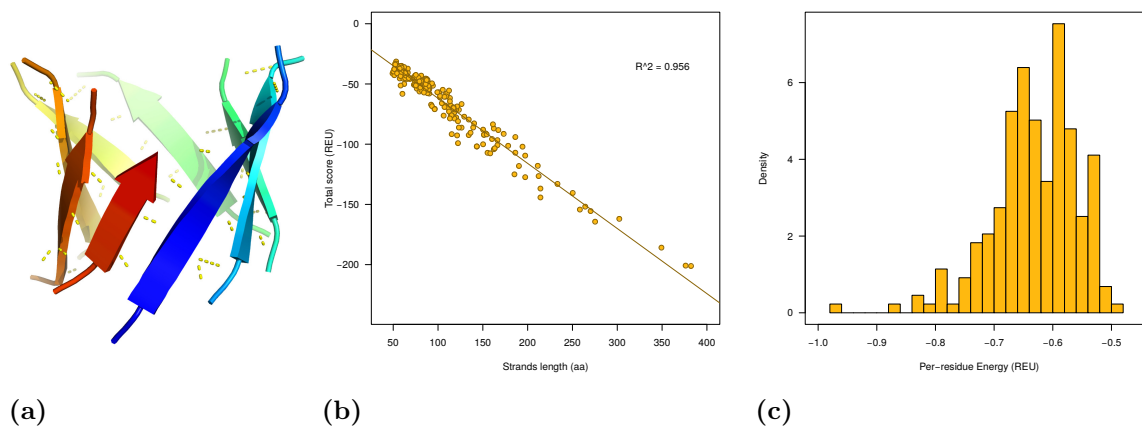 0
−50
−100
−150
−200
Total score (REU)
R^2 = 0.956
50 100 150 200 250 300 350 400
Strands length (aa)
6
4
2
0
Density
−1.0 −0.9 −0.8 −0.7 −0.6 −0.5
Per−residue Energy (REU)
(a) (b) (c)